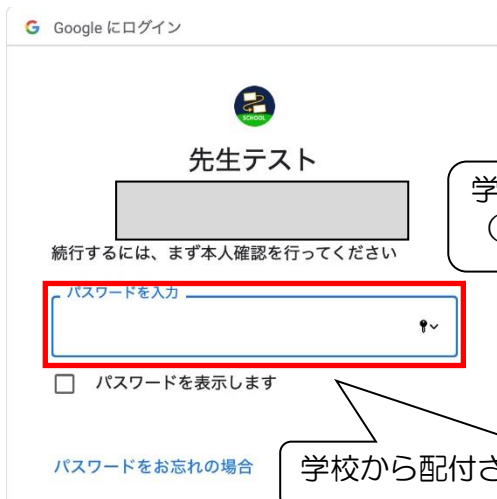 Google にログイン
SCHOOL
先生テスト
学
続行するには、まず本人確認を行ってください
パスワードを入力
パスワードを表示します
パスワードをお忘れの場合
学校から配付さ